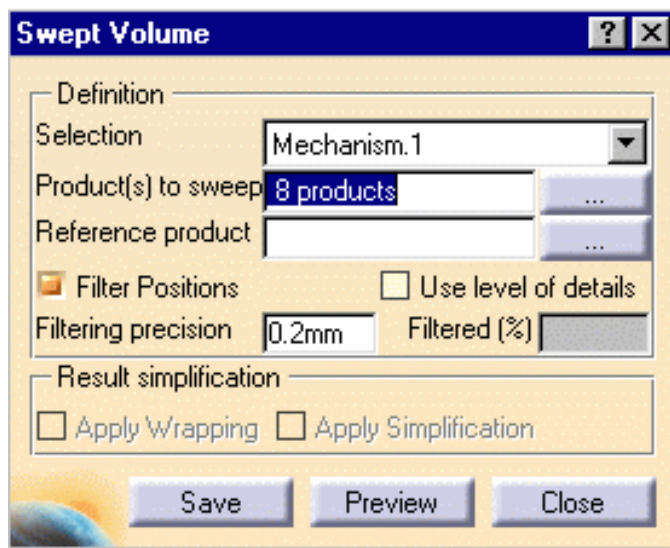 Swept Volume
Definition
Selection Mechanism.1
Product(s) to sweep 8 products ...
Reference product ...
Filter Positions Use level of details
Filtering precision 0.2mm Filtered (%)
Result simplification
Apply Wrapping Apply Simplification
Save Preview Close